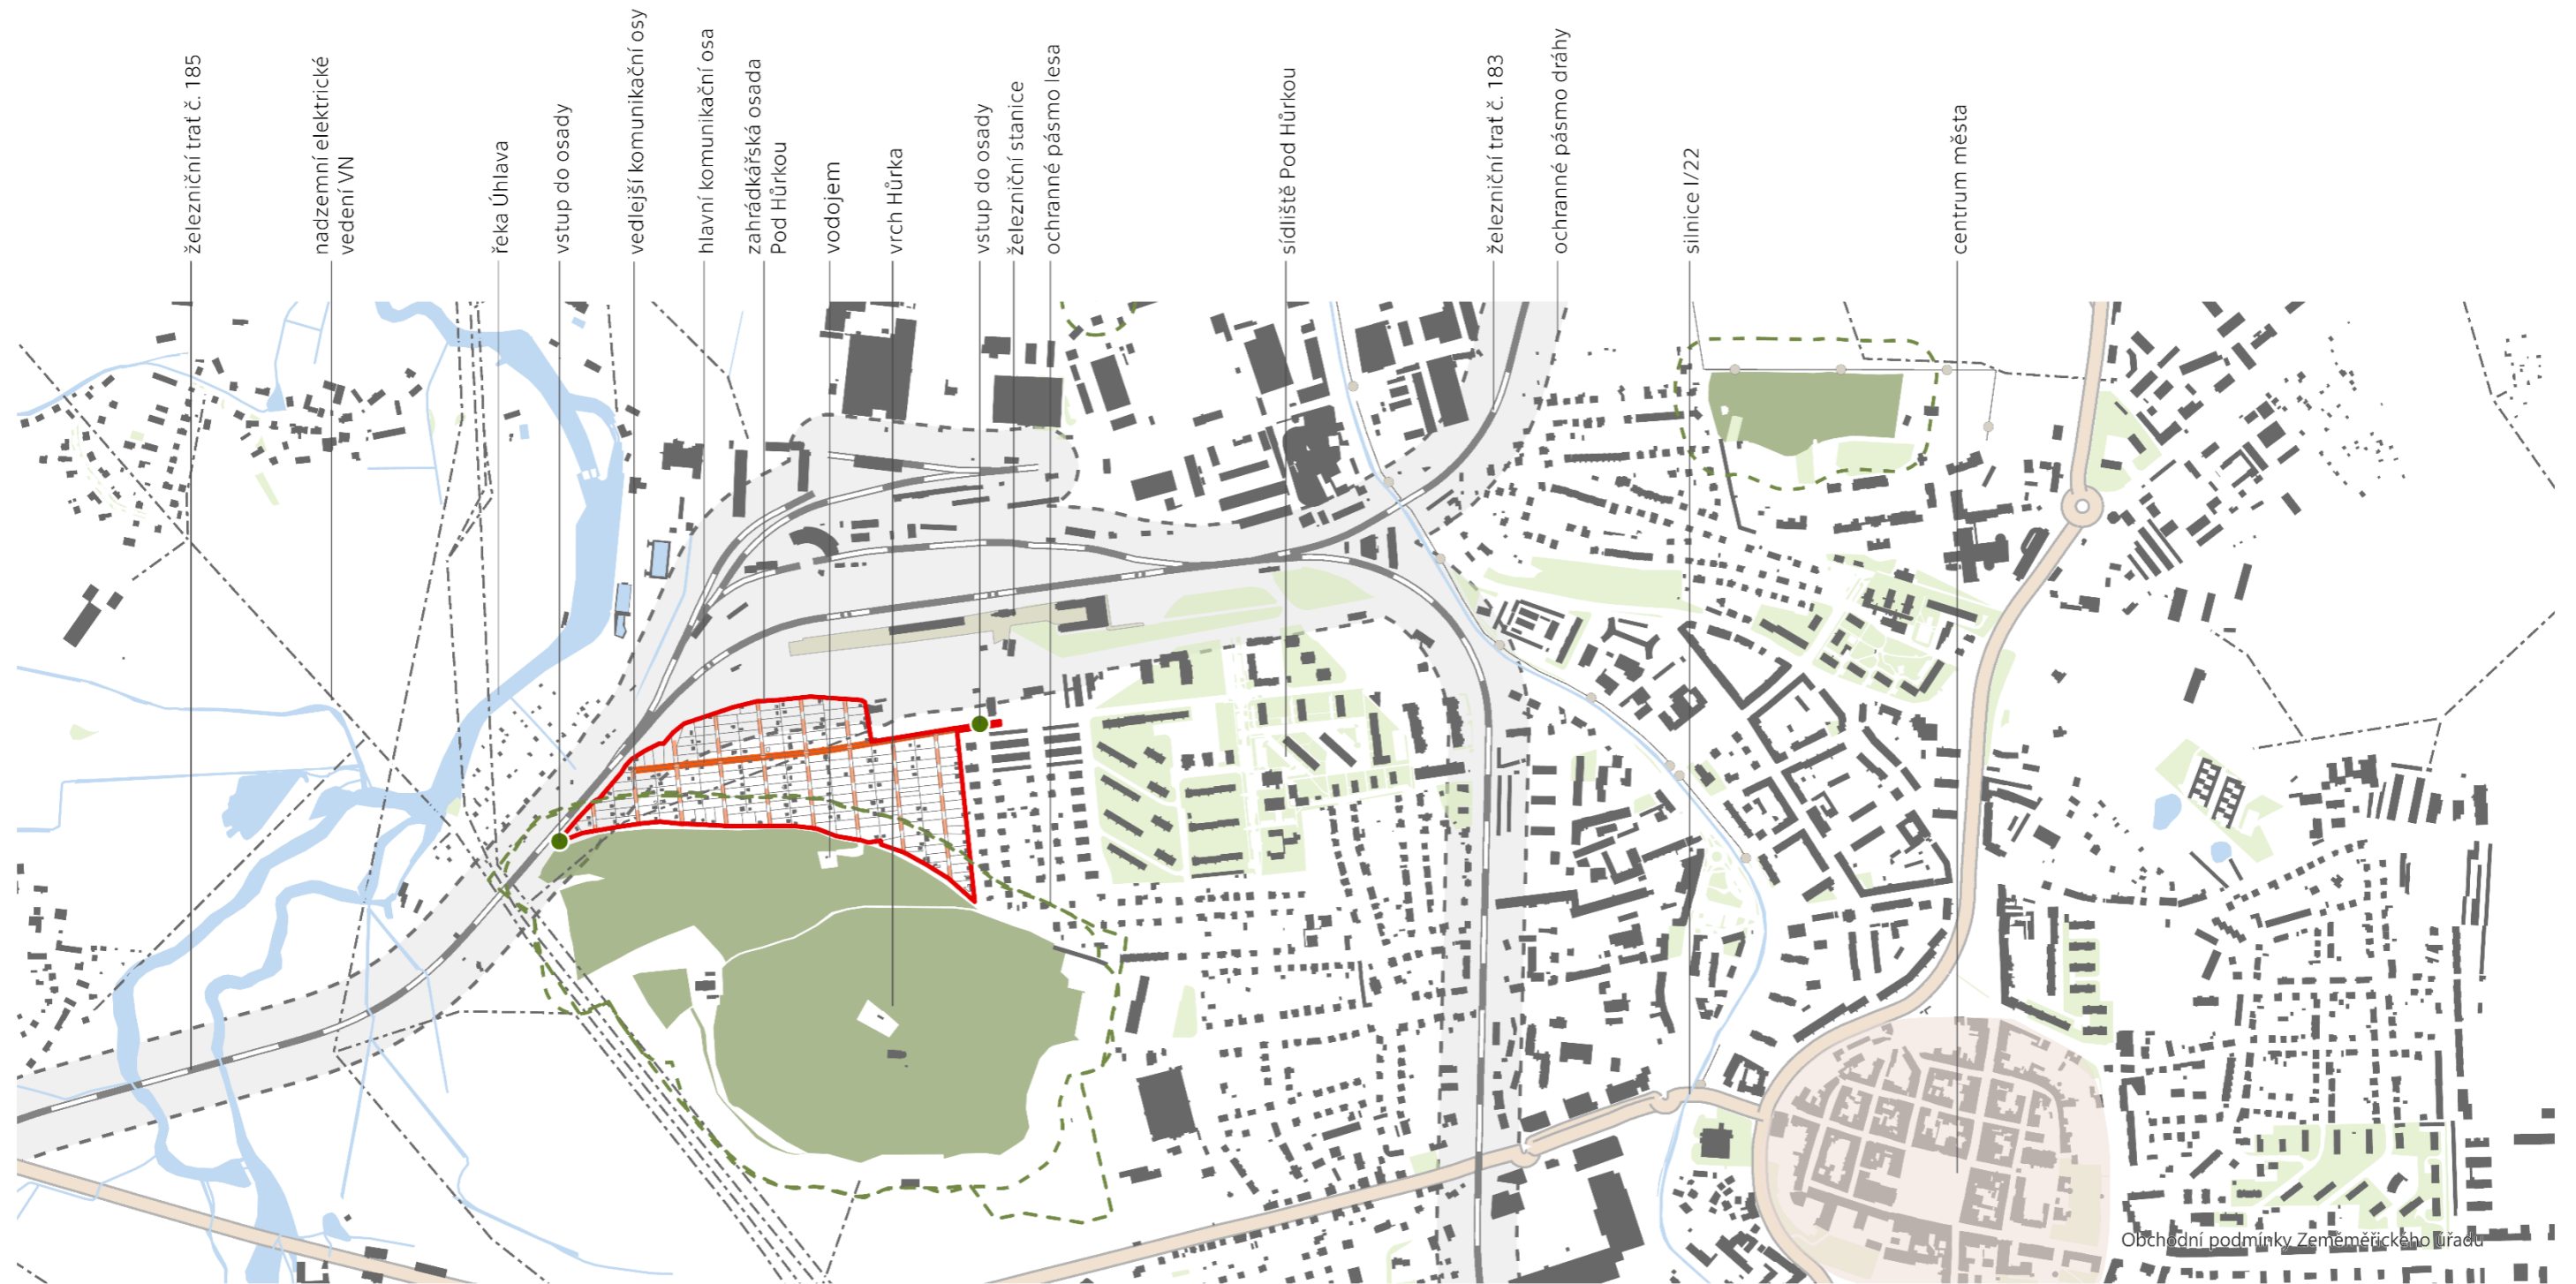 železniční trať č. 185
nadzemní elektrické
vedení VN
řeka Úhlava
vstup do osady
vedlejší komunikační osy
hlavní komunikační osa
zahrádkářská osada
Pod Hůrkou
vodojem
vrch Hůrka
vstup do osady
železniční stanice
ochranné pásmo lesa
sídliště Pod Hůrkou
železniční trať č. 183
ochranné pásmo dráhy
silnice I/22
centrum města
Obchodní podmínky Zeměměřického úřadu